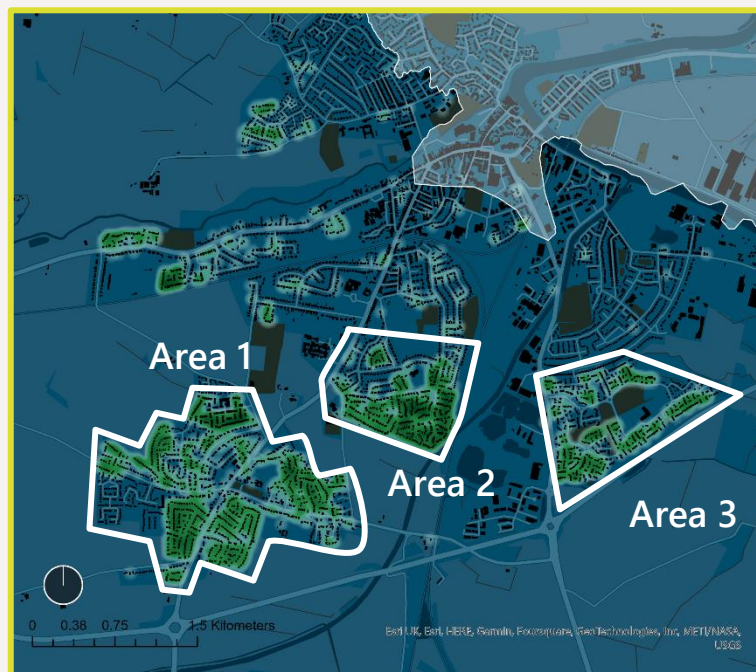 Area 1
Area 2
Area 3
0 0.38 0.75 1.5 Kilometers
Esri UK, Esri, HERE, Garmin, Foursquare, GeoTechnologies, Inc, METI/NASA,
USGS